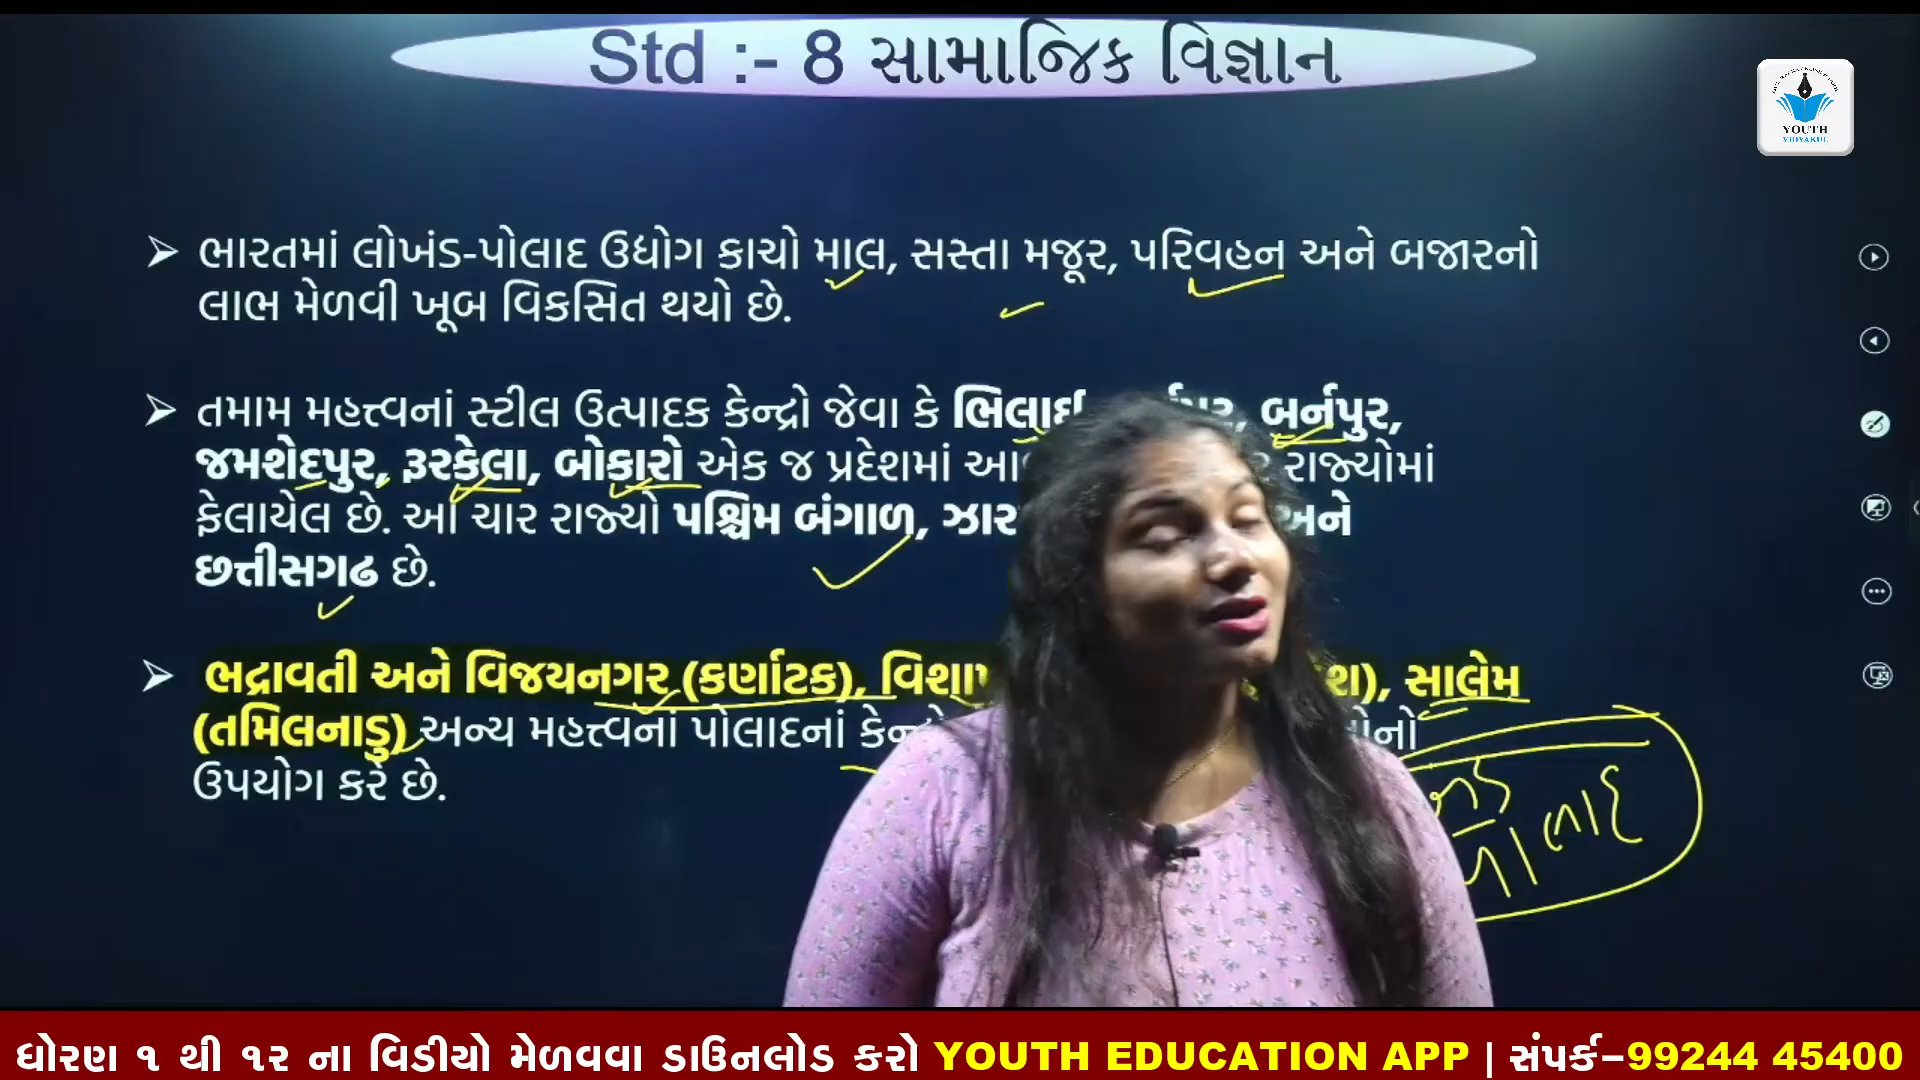 Std :- 8 સામાજિક વિજ્ઞાન
YOUTH
VIDYAKUL
ભારતમાં લોખંડ-પોલાદ ઉદ્યોગ કાચો માલ, સસ્તા મજૂર, પરિવહન અને બજારનો
લાભ મેળવી ખૂબ વિકસિત થયો છે.
તમામ મહત્ત્વનાં સ્ટીલ ઉત્પાદક કેન્દ્રો જેવા કે ભિલાઈ બર્નપુર,
જમશેદપુર, રૂરકેલા, બોકારો એક જ પ્રદેશમાં રાજ્યોમાં
ફેલાયેલ છે. આ ચાર રાજ્યો પશ્ચિમ બંગાળ, અને
છત્તીસગઢ છે.
ભદ્રાવતી અને વિજયનગર (કર્ણાટક), સાલેમ
(તમિલનાડુ) અન્ય મહત્ત્વનાં પોલાદનાં
ઉપયોગ કરે છે.
ધોરણ ૧ થી ૧૨ ના વિડીયો મેળવવા ડાઉનલોડ કરો YOUTH EDUCATION APP | સંપર્ક–99244 45400